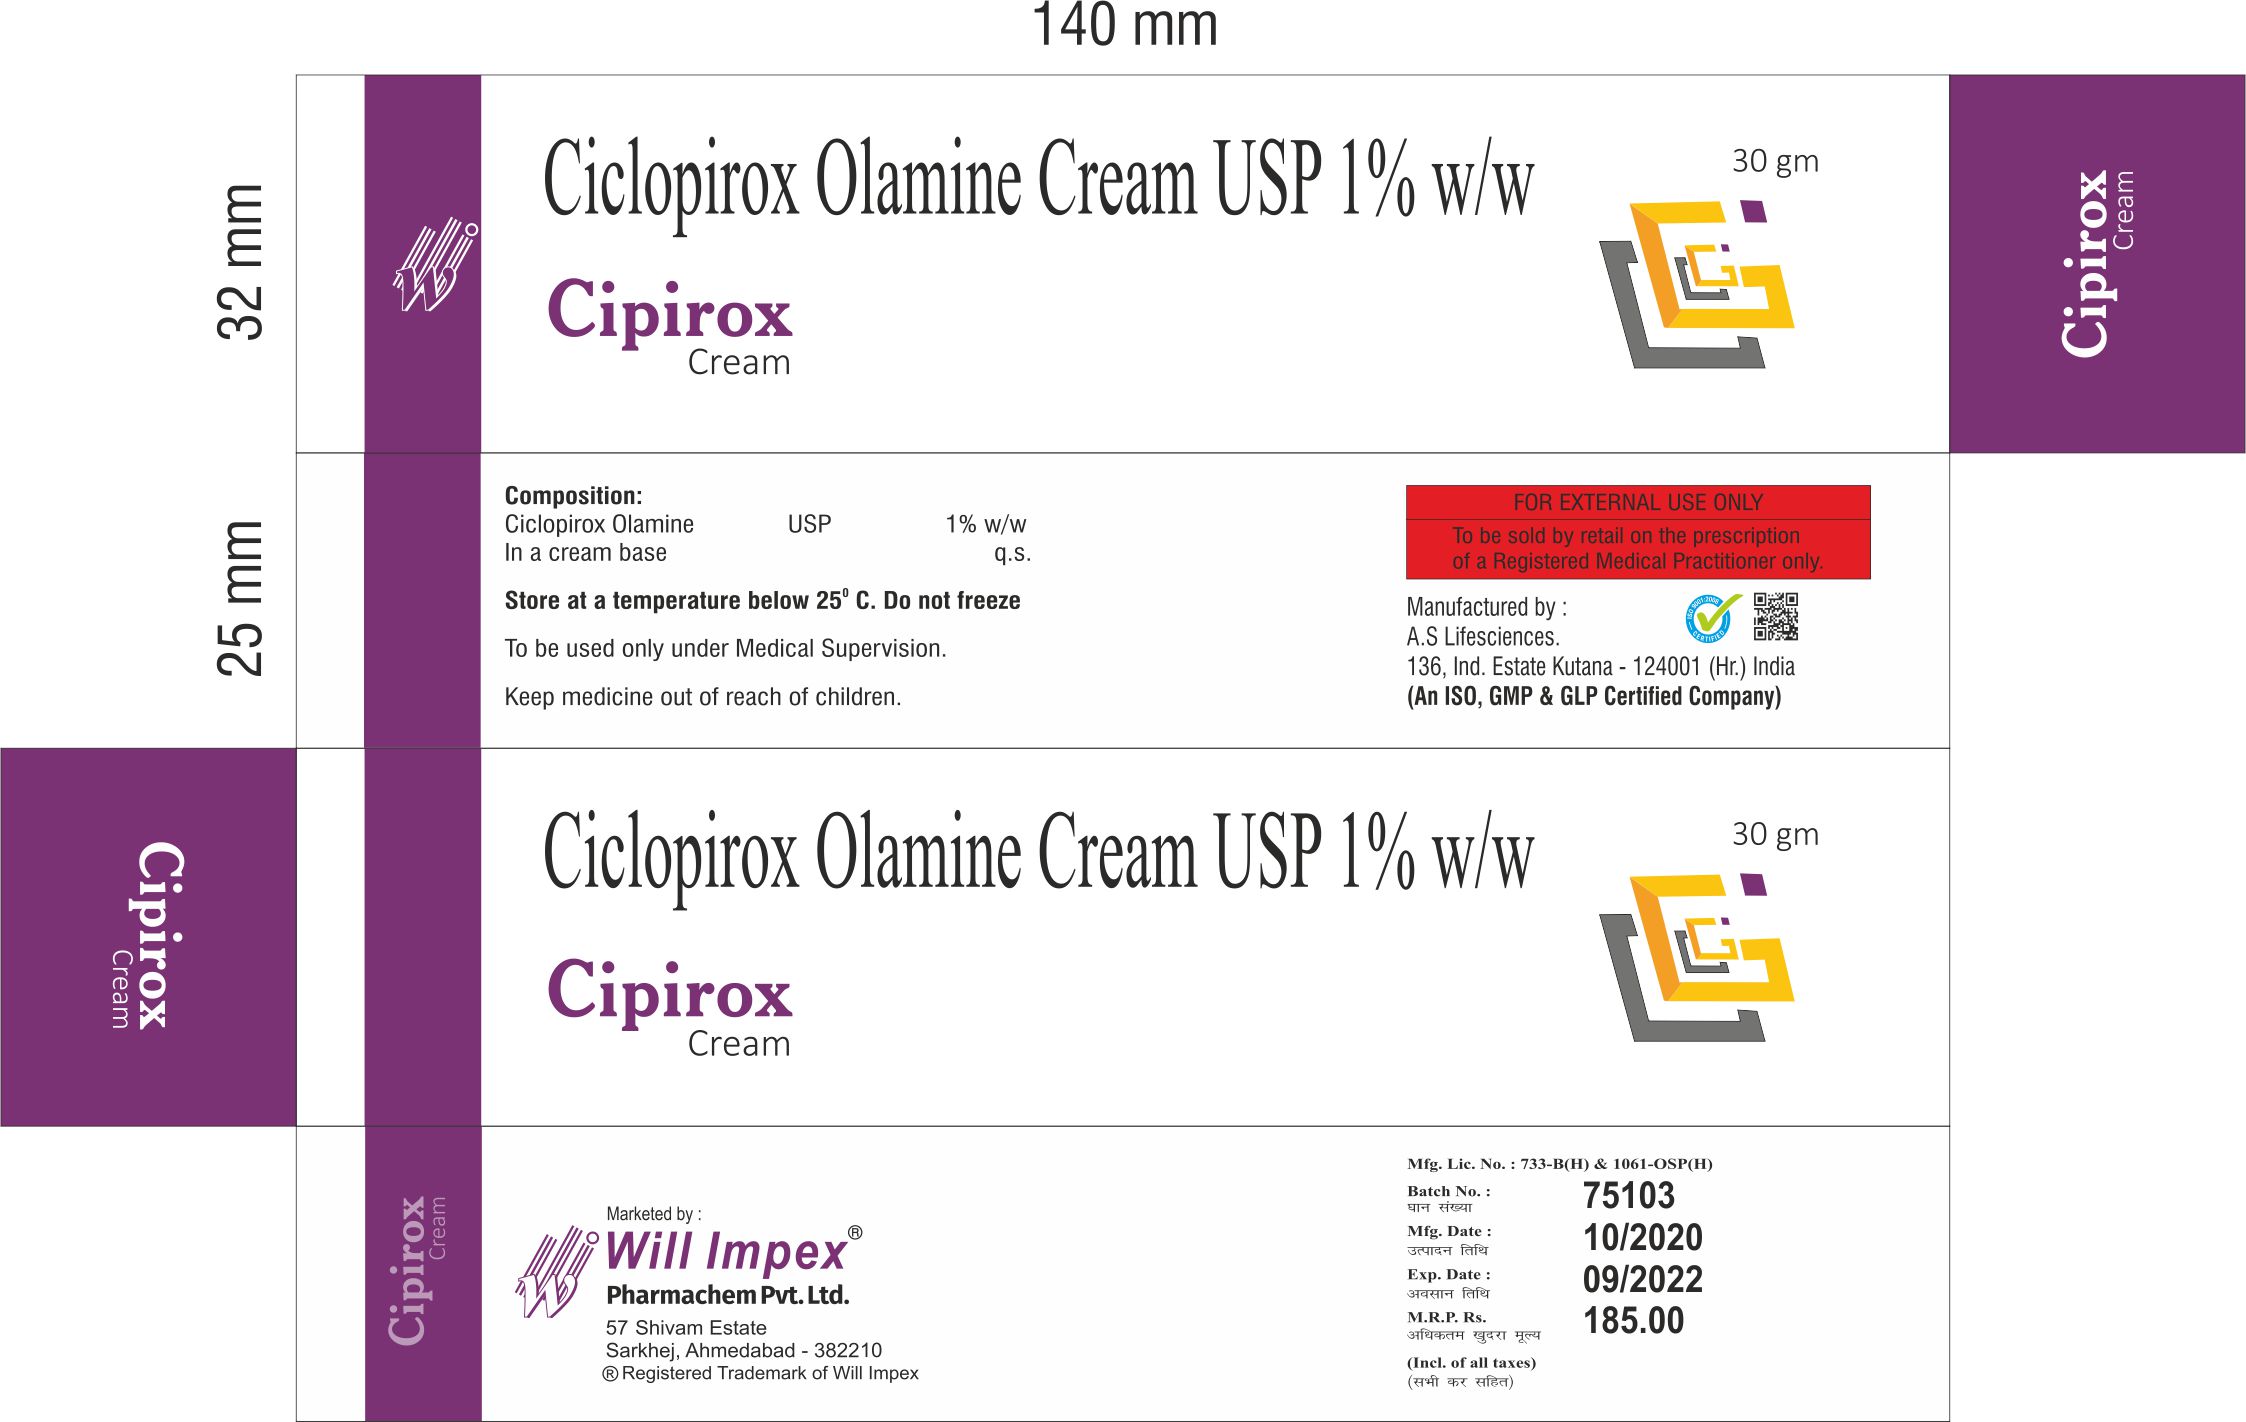 140 mm
32 mm
Ciclopirox Olamine Cream USP 1% w/w
30 gm
Cipirox
Cream
W
Cipirox
Cream
25 mm
Composition:
Ciclopirox Olamine USP 1% w/w
In a cream base q.s.
Store at a temperature below 25⁰ C. Do not freeze
To be used only under Medical Supervision.
Keep medicine out of reach of children.
FOR EXTERNAL USE ONLY
To be sold by retail on the prescription
of a Registered Medical Practitioner only.
Manufactured by :
A.S Lifesciences.
136, Ind. Estate Kutana - 124001 (Hr.) India
(An ISO, GMP & GLP Certified Company)
ISO 9001:2008
CERTIFIED
Cipirox
Cream
Ciclopirox Olamine Cream USP 1% w/w
30 gm
Cipirox
Cream
Cipirox
Cream
Marketed by :
W
Will Impex®
Pharmachem Pvt. Ltd.
57 Shivam Estate
Sarkhej, Ahmedabad - 382210
® Registered Trademark of Will Impex
Mfg. Lic. No. : 733-B(H) & 1061-OSP(H)
Batch No. : 75103
घान संख्या
Mfg. Date : 10/2020
उत्पादन तिथि
Exp. Date : 09/2022
अवसान तिथि
M.R.P. Rs. 185.00
अधिकतम खुदरा मूल्य
(Incl. of all taxes)
(सभी कर सहित)